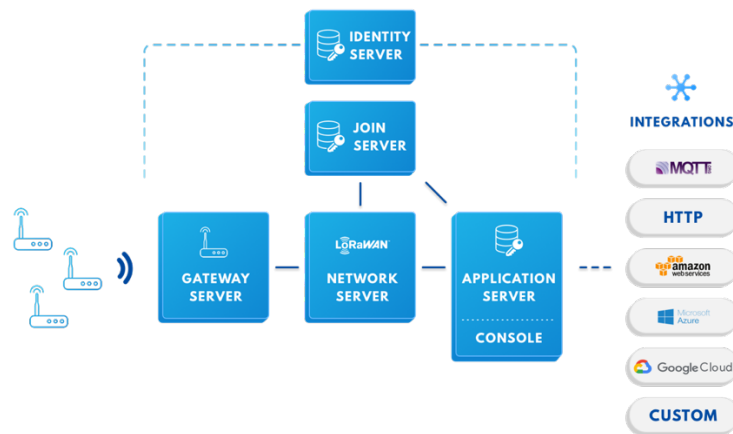 IDENTITY
SERVER
JOIN
SERVER
GATEWAY
SERVER
LoRaWAN
NETWORK
SERVER
APPLICATION
SERVER
CONSOLE
INTEGRATIONS
MQTT
HTTP
amazon
webservices
Microsoft
Azure
Google Cloud
CUSTOM